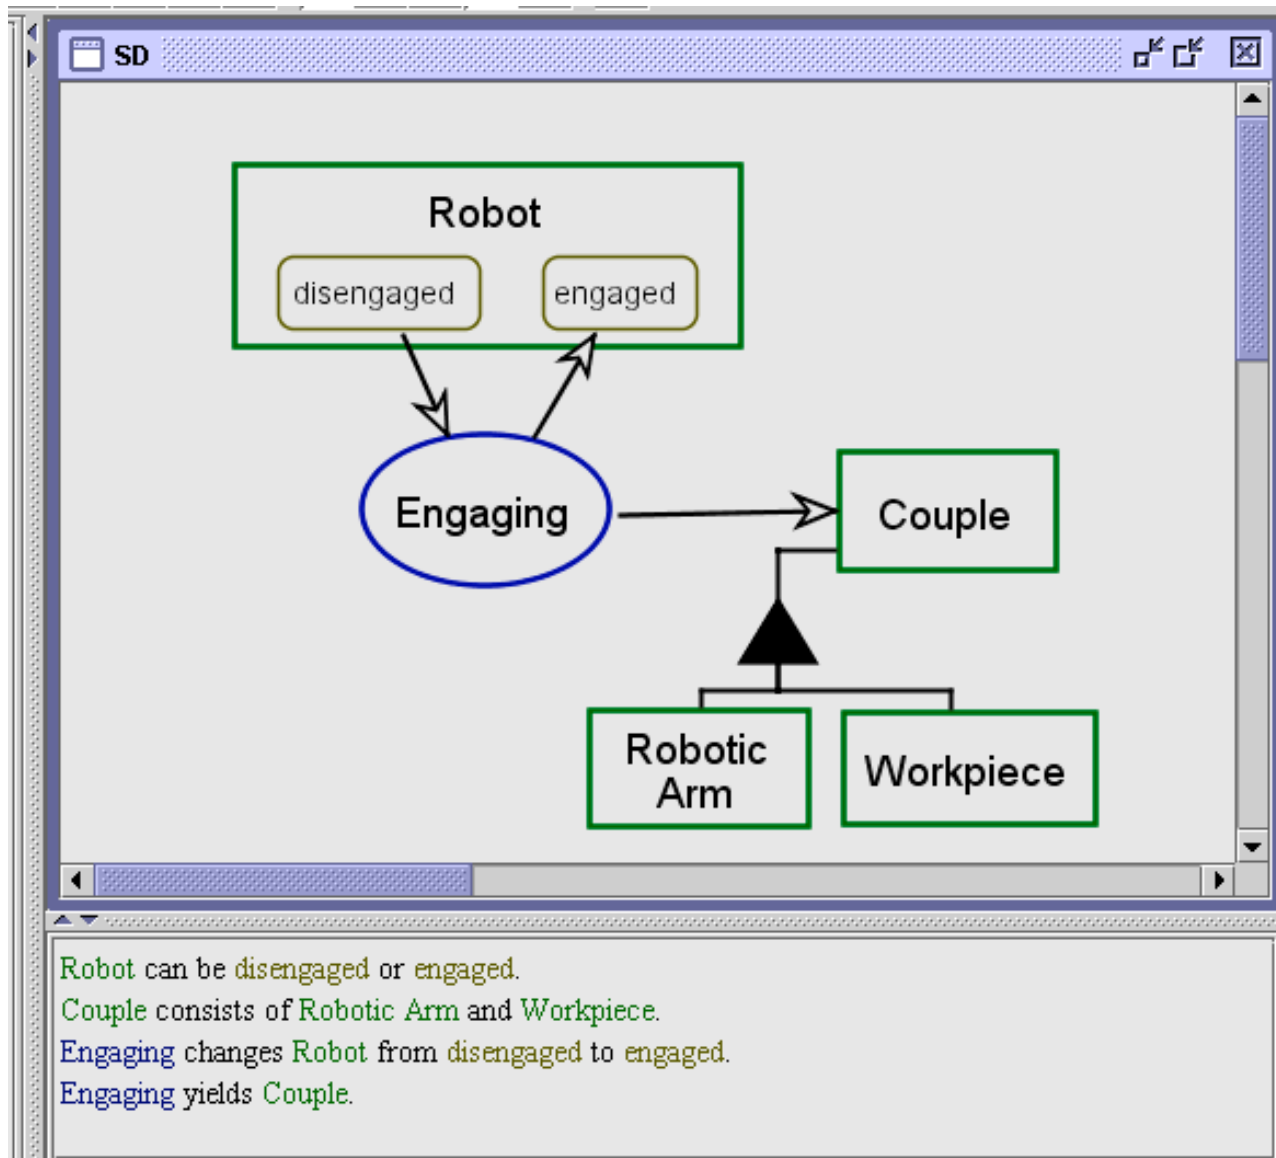 SD
Robot
disengaged
engaged
Engaging
Couple
Robotic
Arm
Workpiece
Robot can be disengaged or engaged.
Couple consists of Robotic Arm and Workpiece.
Engaging changes Robot from disengaged to engaged.
Engaging yields Couple.